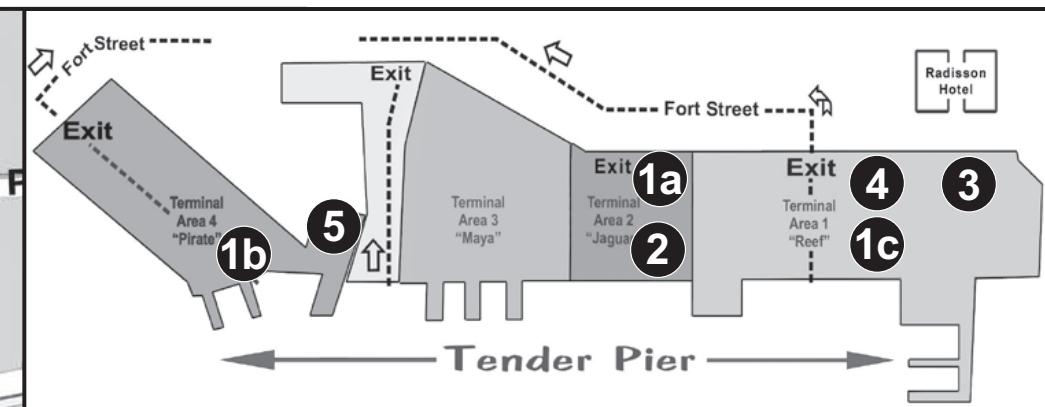 Fort Street
Exit
Radisson
Hotel
Fort Street
Exit
Exit
1a
Exit
4
3
Terminal
Area 4
"Pirate"
5
Terminal
Area 3
"Maya"
Terminal
Area 2
"Jaguar
Terminal
Area 1
"Reef"
1b
2
1c
Tender Pier